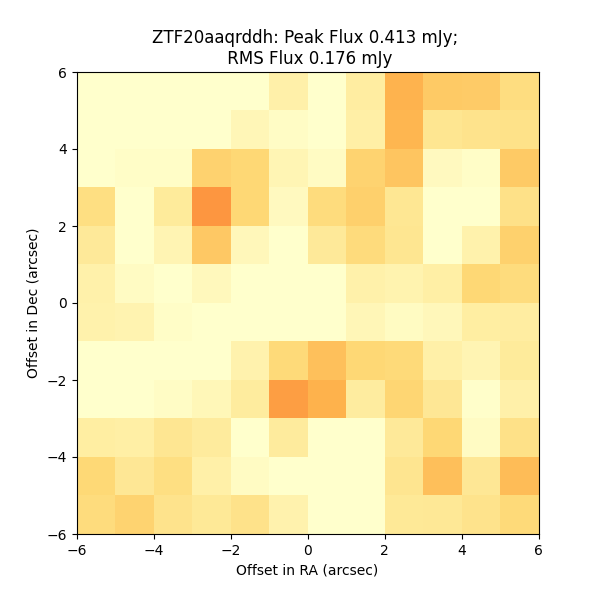 ZTF20aaqrddh: Peak Flux 0.413 mJy;
RMS Flux 0.176 mJy
6
4
2
0
−2
−4
−6
Offset in Dec (arcsec)
−6 −4 −2 0 2 4 6
Offset in RA (arcsec)